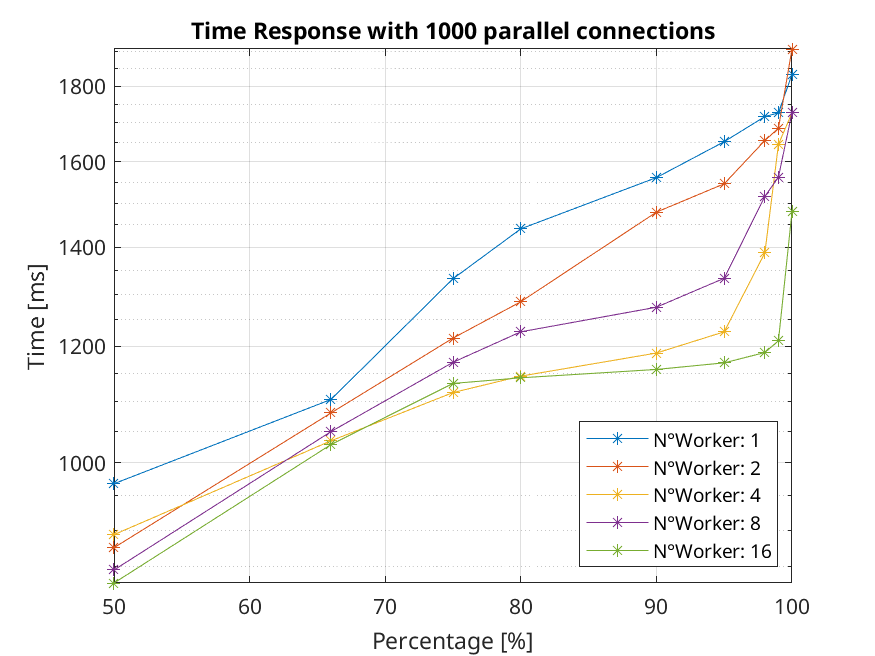 Time Response with 1000 parallel connections
1800
1600
1400
1200
1000
Time [ms]
N°Worker: 1
N°Worker: 2
N°Worker: 4
N°Worker: 8
N°Worker: 16
50 60 70 80 90 100
Percentage [%]